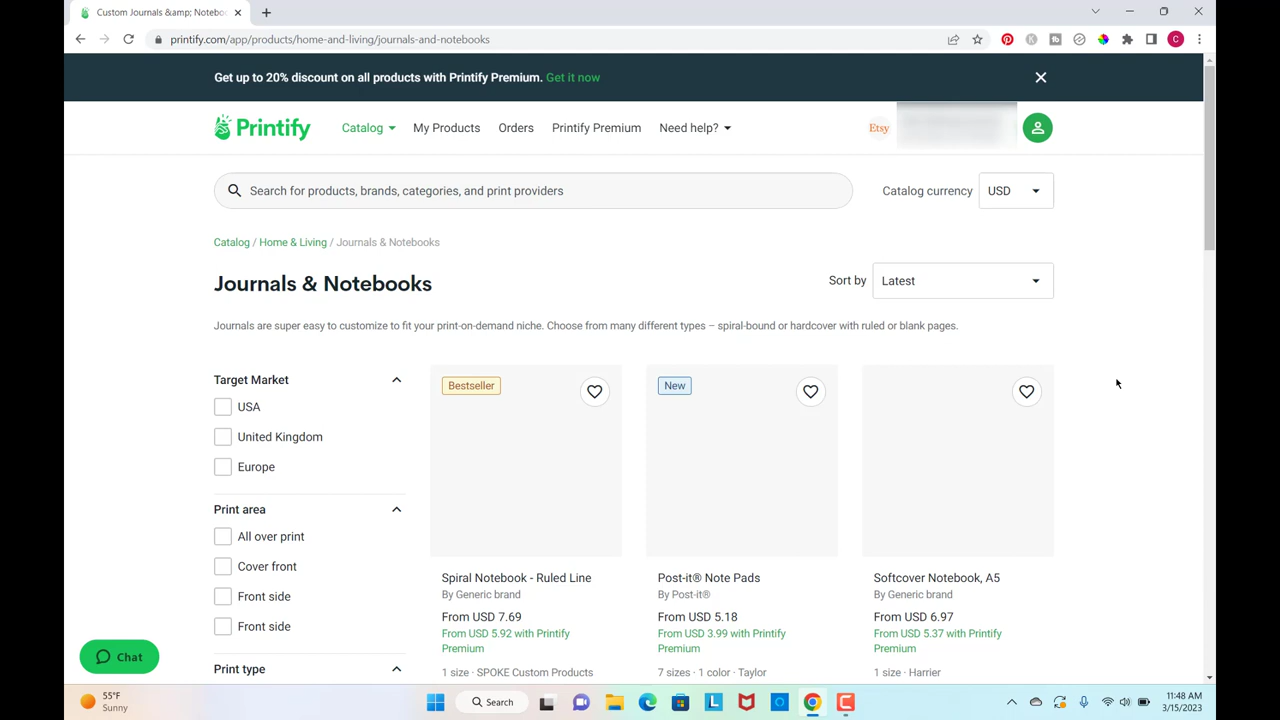 Custom Journals &amp; Notebo
printify.com/app/products/home-and-living/journals-and-notebooks
C
Get up to 20% discount on all products with Printify Premium. Get it now
Printify
Catalog
My Products
Orders
Printify Premium
Need help?
Etsy
Search for products, brands, categories, and print providers
Catalog currency
USD
Catalog / Home & Living / Journals & Notebooks
Journals & Notebooks
Sort by
Latest
Journals are super easy to customize to fit your print-on-demand niche. Choose from many different types – spiral-bound or hardcover with ruled or blank pages.
Target Market
USA
United Kingdom
Europe
Print area
All over print
Cover front
Front side
Front side
Print type
Bestseller
Spiral Notebook - Ruled Line
By Generic brand
From USD 7.69
From USD 5.92 with Printify
Premium
1 size · SPOKE Custom Products
New
Post-it® Note Pads
By Post-it®
From USD 5.18
From USD 3.99 with Printify
Premium
7 sizes · 1 color · Taylor
Softcover Notebook, A5
By Generic brand
From USD 6.97
From USD 5.37 with Printify
Premium
1 size · Harrier
Chat
55°F
Sunny
Search
11:48 AM
3/15/2023